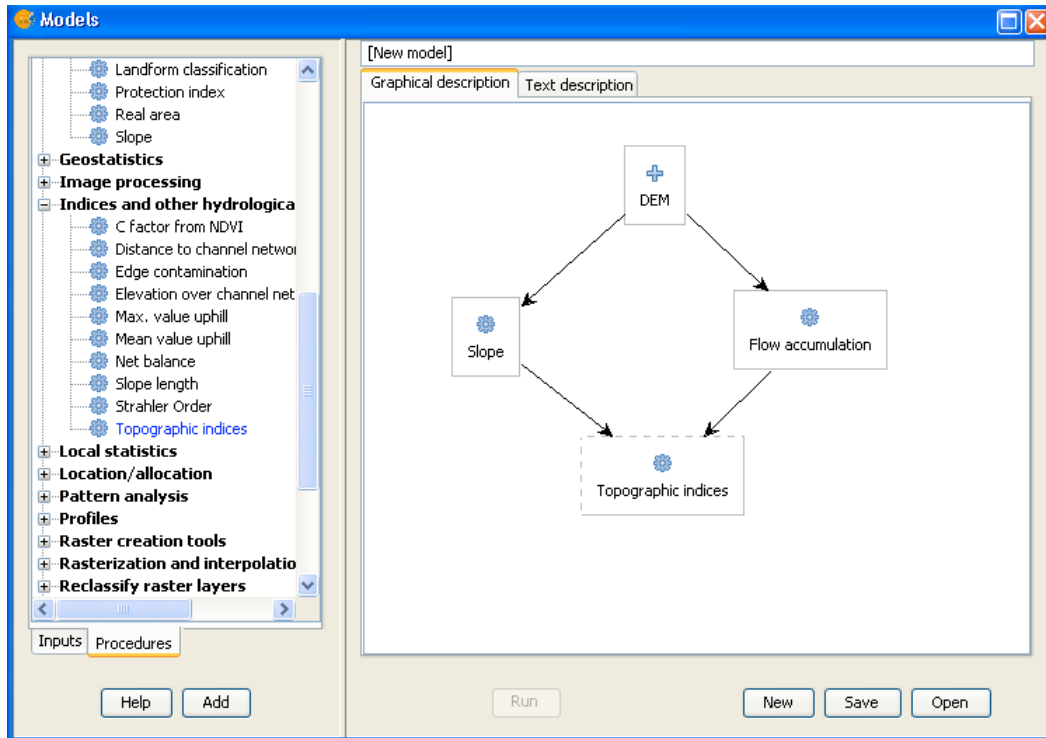 Models
Landform classification
Protection index
Real area
Slope
Geostatistics
Image processing
Indices and other hydrologica
C factor from NDVI
Distance to channel networ
Edge contamination
Elevation over channel net
Max. value uphill
Mean value uphill
Net balance
Slope length
Strahler Order
Topographic indices
Local statistics
Location/allocation
Pattern analysis
Profiles
Raster creation tools
Rasterization and interpolatio
Reclassify raster layers
Inputs Procedures
Help Add
[New model]
Graphical description Text description
DEM
Slope
Flow accumulation
Topographic indices
Run New Save Open